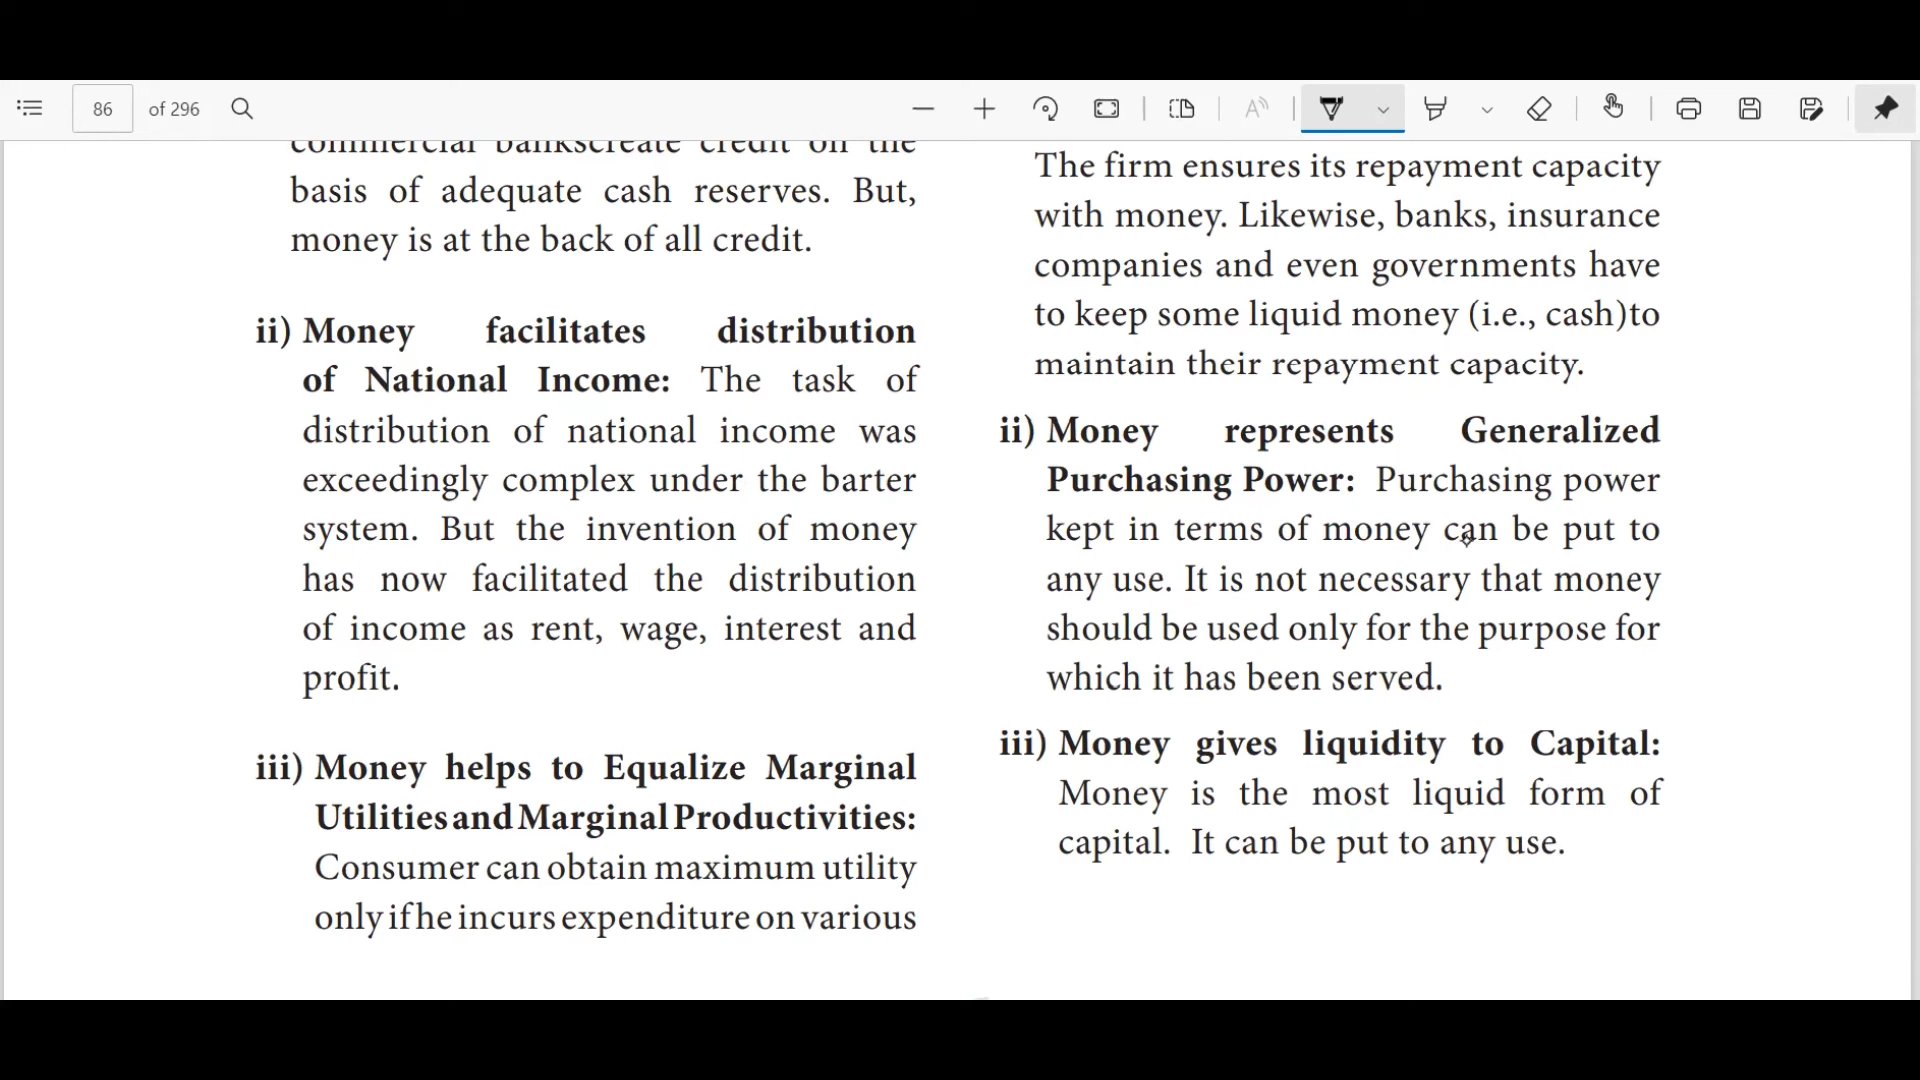 86 of 296
commercial bankscreate credit on the
basis of adequate cash reserves. But,
money is at the back of all credit.
ii) Money facilitates distribution
of National Income: The task of
distribution of national income was
exceedingly complex under the barter
system. But the invention of money
has now facilitated the distribution
of income as rent, wage, interest and
profit.
iii) Money helps to Equalize Marginal
Utilities and Marginal Productivities:
Consumer can obtain maximum utility
only if he incurs expenditure on various
The firm ensures its repayment capacity
with money. Likewise, banks, insurance
companies and even governments have
to keep some liquid money (i.e., cash)to
maintain their repayment capacity.
ii) Money represents Generalized
Purchasing Power: Purchasing power
kept in terms of money can be put to
any use. It is not necessary that money
should be used only for the purpose for
which it has been served.
iii) Money gives liquidity to Capital:
Money is the most liquid form of
capital. It can be put to any use.